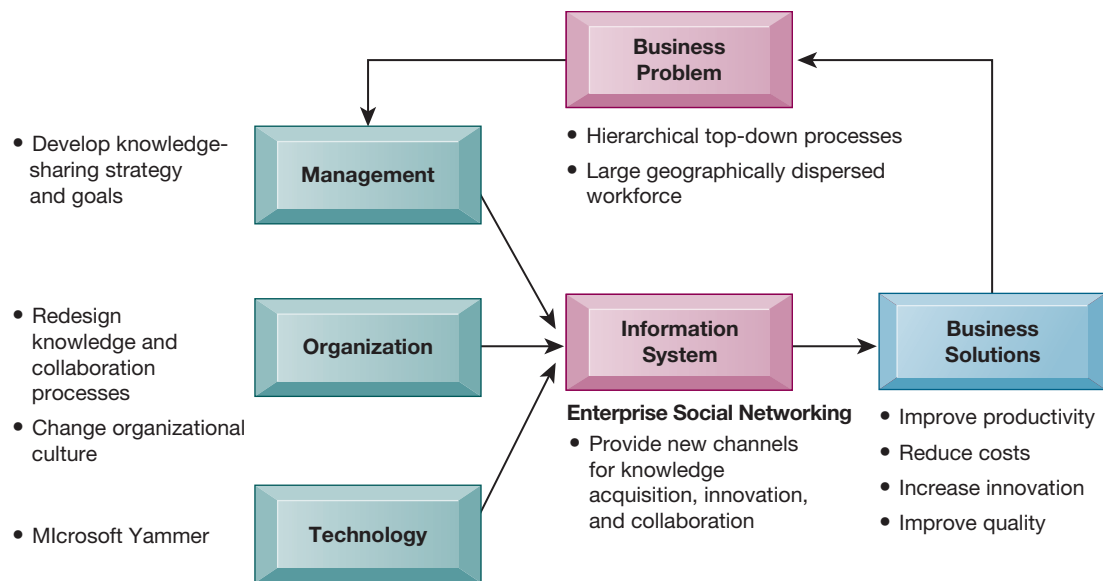 Business
Problem
• Hierarchical top-down processes
• Large geographically dispersed
workforce
• Develop knowledge-
sharing strategy
and goals
Management
• Redesign
knowledge and
collaboration
processes
• Change organizational
culture
Organization
Information
System
Enterprise Social Networking
• Provide new channels
for knowledge
acquisition, innovation,
and collaboration
Business
Solutions
• Improve productivity
• Reduce costs
• Increase innovation
• Improve quality
• MIcrosoft Yammer
Technology